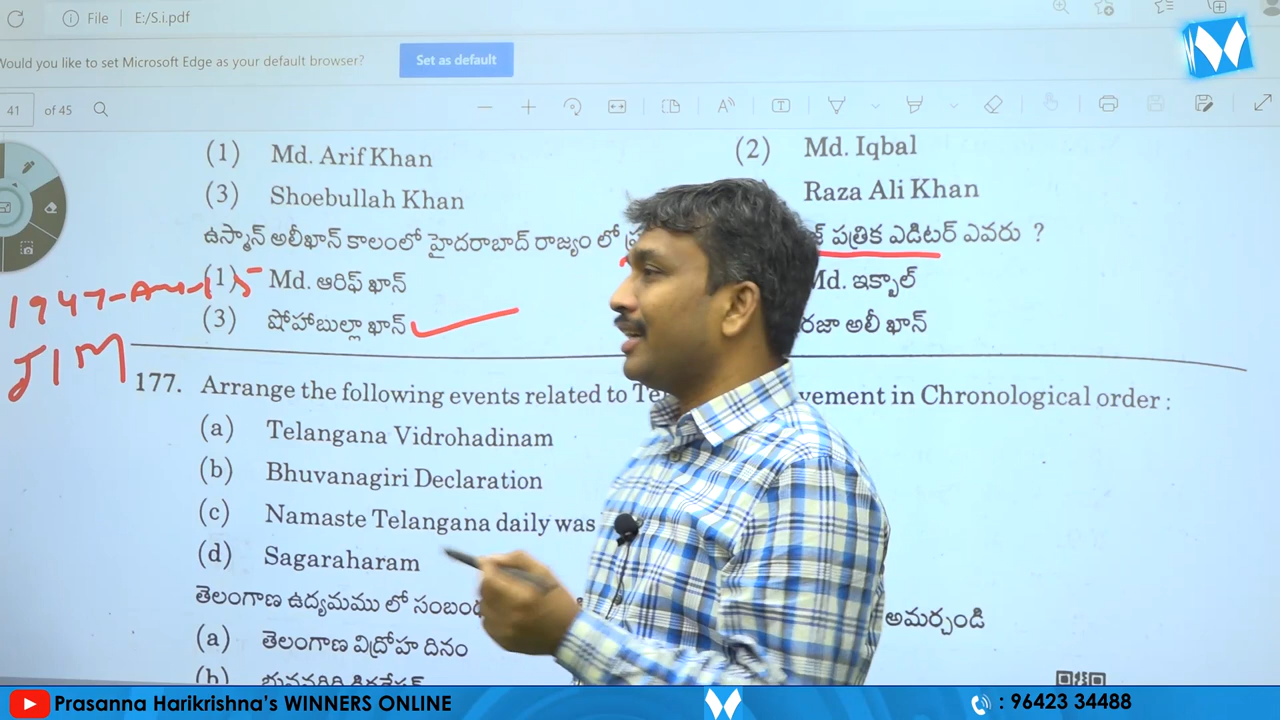 File | E:/S.i.pdf
Would you like to set Microsoft Edge as your default browser? Set as default
41 of 45
(1) Md. Arif Khan (2) Md. Iqbal
(3) Shoebullah Khan Raza Ali Khan
ఉస్మాన్ అలీఖాన్ కాలంలో హైదరాబాద్ రాజ్యం లో పత్రిక ఎడిటర్ ఎవరు ?
(1) Md. ఆరిఫ్ ఖాన్ Md. ఇక్బాల్
(3) షోహాబుల్లా ఖాన్ రజా అలీ ఖాన్
1947-Aug-15
JIM
177. Arrange the following events related to in Chronological order :
(a) Telangana Vidrohadinam
(b) Bhuvanagiri Declaration
(c) Namaste Telangana daily was
(d) Sagaraharam
తెలంగాణ ఉద్యమము లో అమర్చండి
(a) తెలంగాణ విద్రోహ దినం
(b)
Prasanna Harikrishna's WINNERS ONLINE : 96423 34488